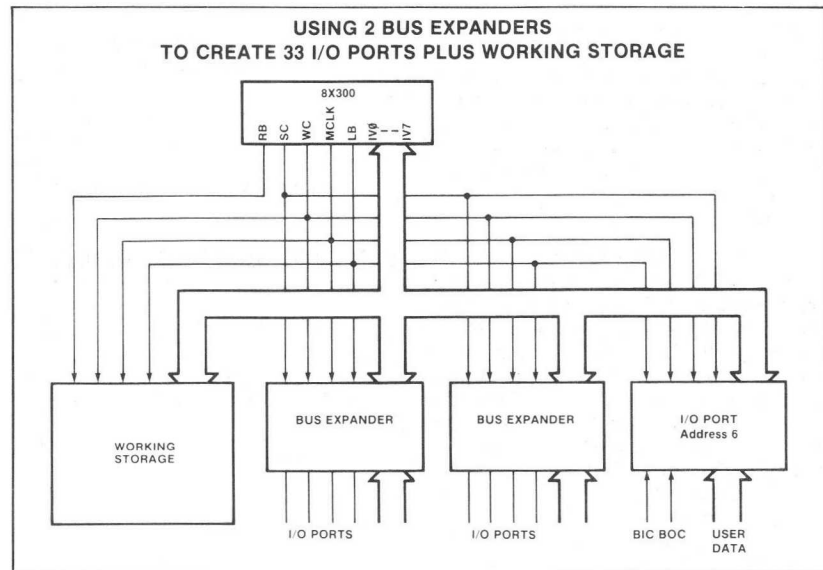 USING 2 BUS EXPANDERS
TO CREATE 33 I/O PORTS PLUS WORKING STORAGE
8X300
RB
SC
WC
MCLK
LB
IVØ -- IV7
WORKING
STORAGE
BUS EXPANDER
BUS EXPANDER
I/O PORT
Address 6
I/O PORTS
I/O PORTS
BIC BOC
USER
DATA